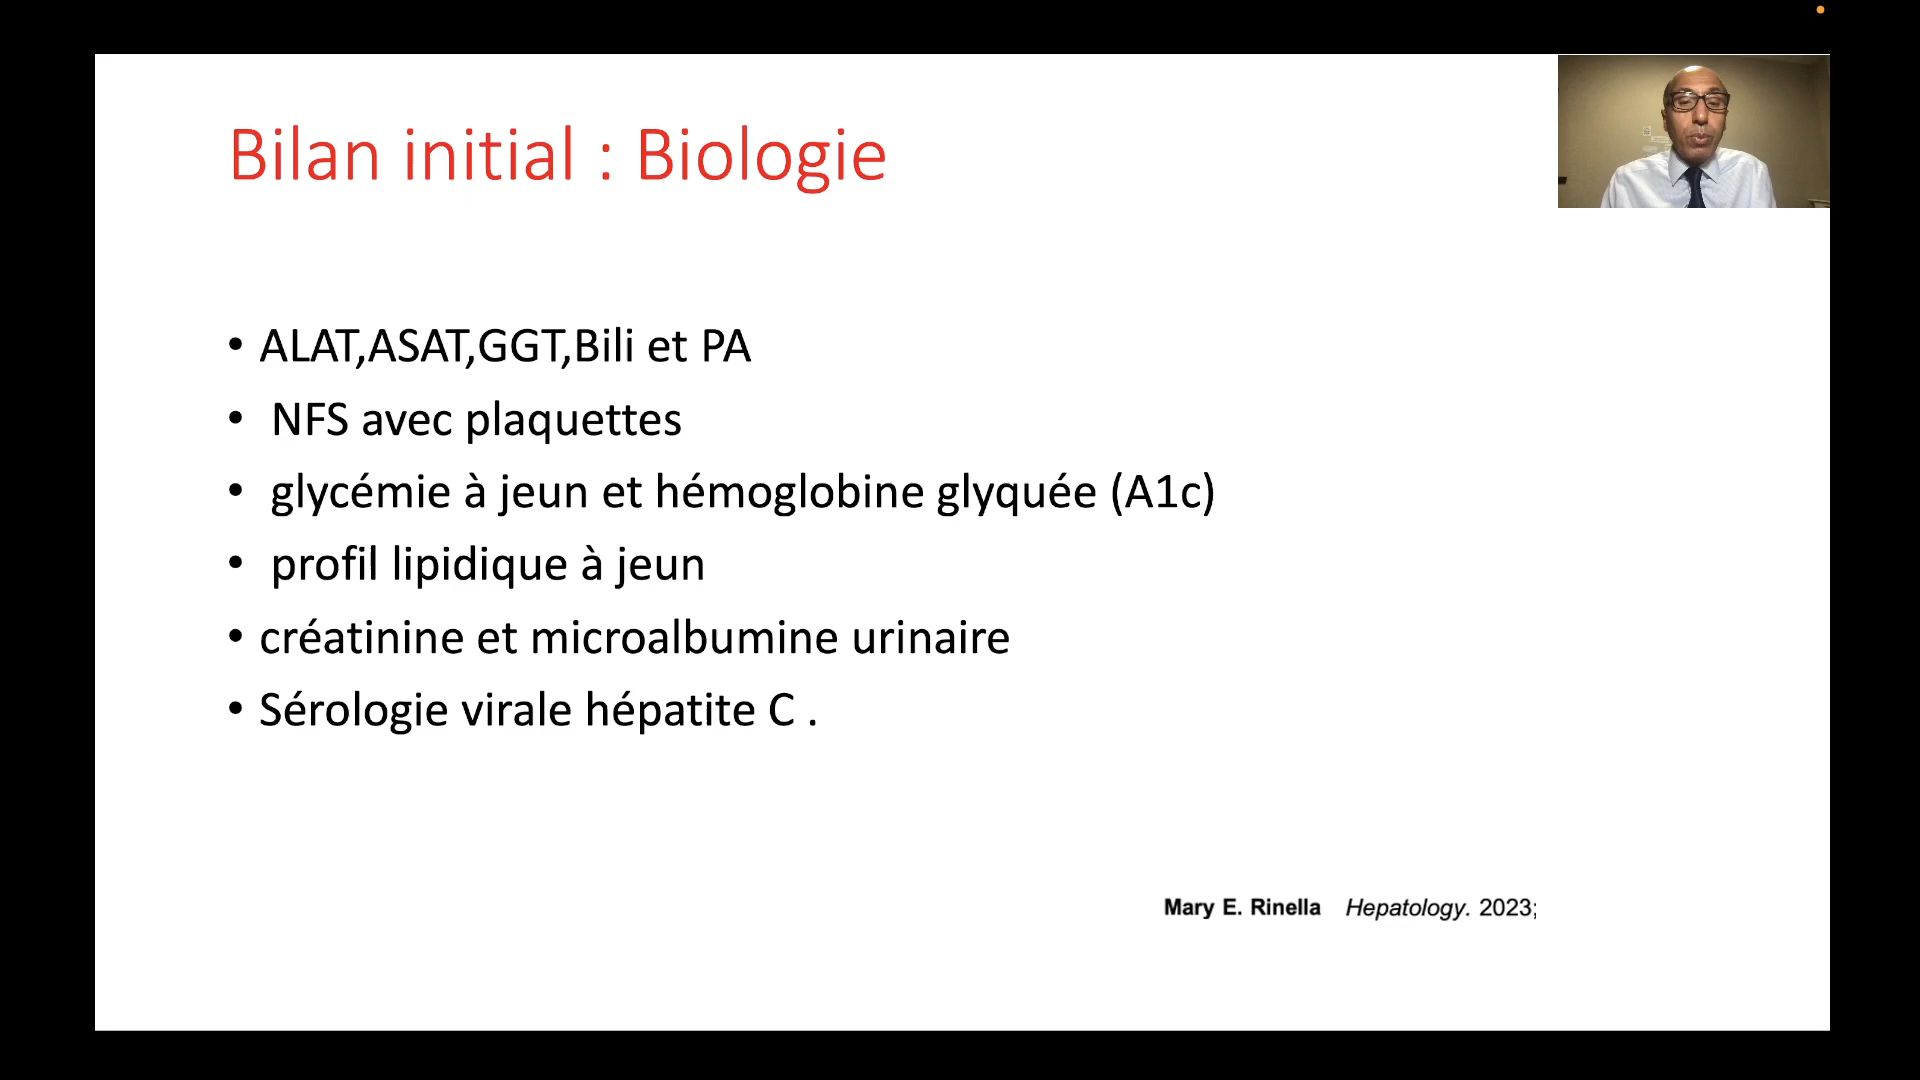 Bilan initial : Biologie
• ALAT,ASAT,GGT,Bili et PA
• NFS avec plaquettes
• glycémie à jeun et hémoglobine glyquée (A1c)
• profil lipidique à jeun
• créatinine et microalbumine urinaire
• Sérologie virale hépatite C .
Mary E. Rinella Hepatology. 2023;